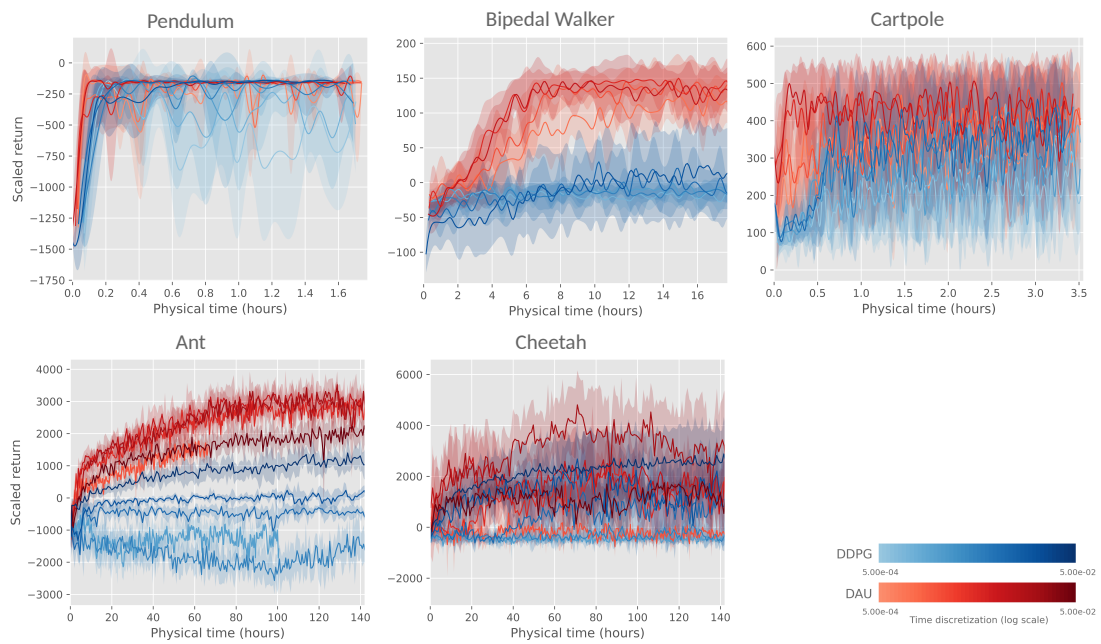 Pendulum
Bipedal Walker
Cartpole
Scaled return
0
−250
−500
−750
−1000
−1250
−1500
−1750
0.0 0.2 0.4 0.6 0.8 1.0 1.2 1.4 1.6
Physical time (hours)
200
150
100
50
0
−50
−100
0 2 4 6 8 10 12 14 16
Physical time (hours)
600
500
400
300
200
100
0
0.0 0.5 1.0 1.5 2.0 2.5 3.0 3.5
Physical time (hours)
Ant
Cheetah
Scaled return
4000
3000
2000
1000
0
−1000
−2000
−3000
0 20 40 60 80 100 120 140
Physical time (hours)
6000
4000
2000
0
−2000
0 20 40 60 80 100 120 140
Physical time (hours)
DDPG
5.00e-04 5.00e-02
DAU
5.00e-04 5.00e-02
Time discretization (log scale)